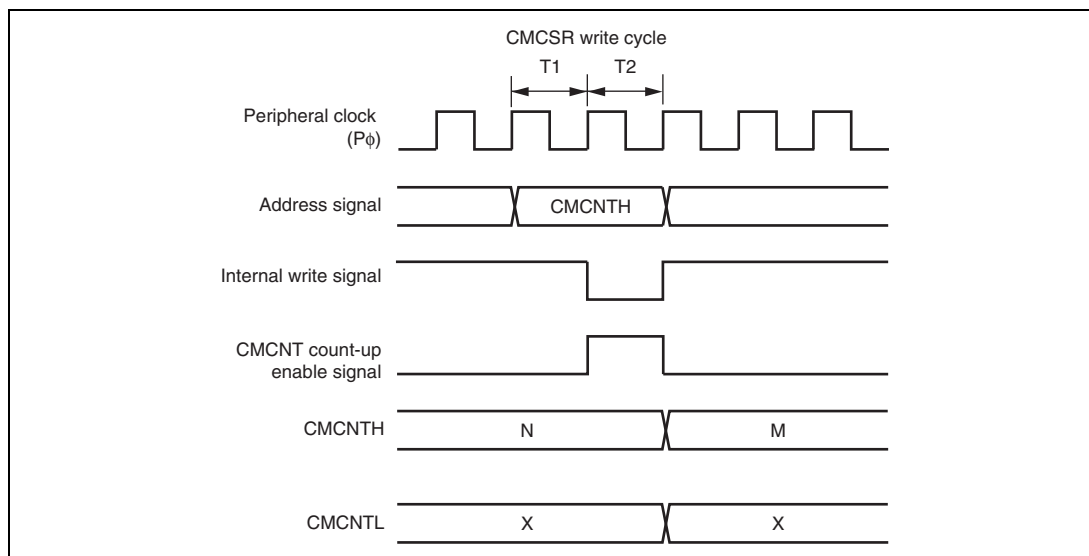 CMCSR write cycle
T1 T2
Peripheral clock
(Pϕ)
Address signal CMCNTH
Internal write signal
CMCNT count-up
enable signal
CMCNTH N M
CMCNTL X X